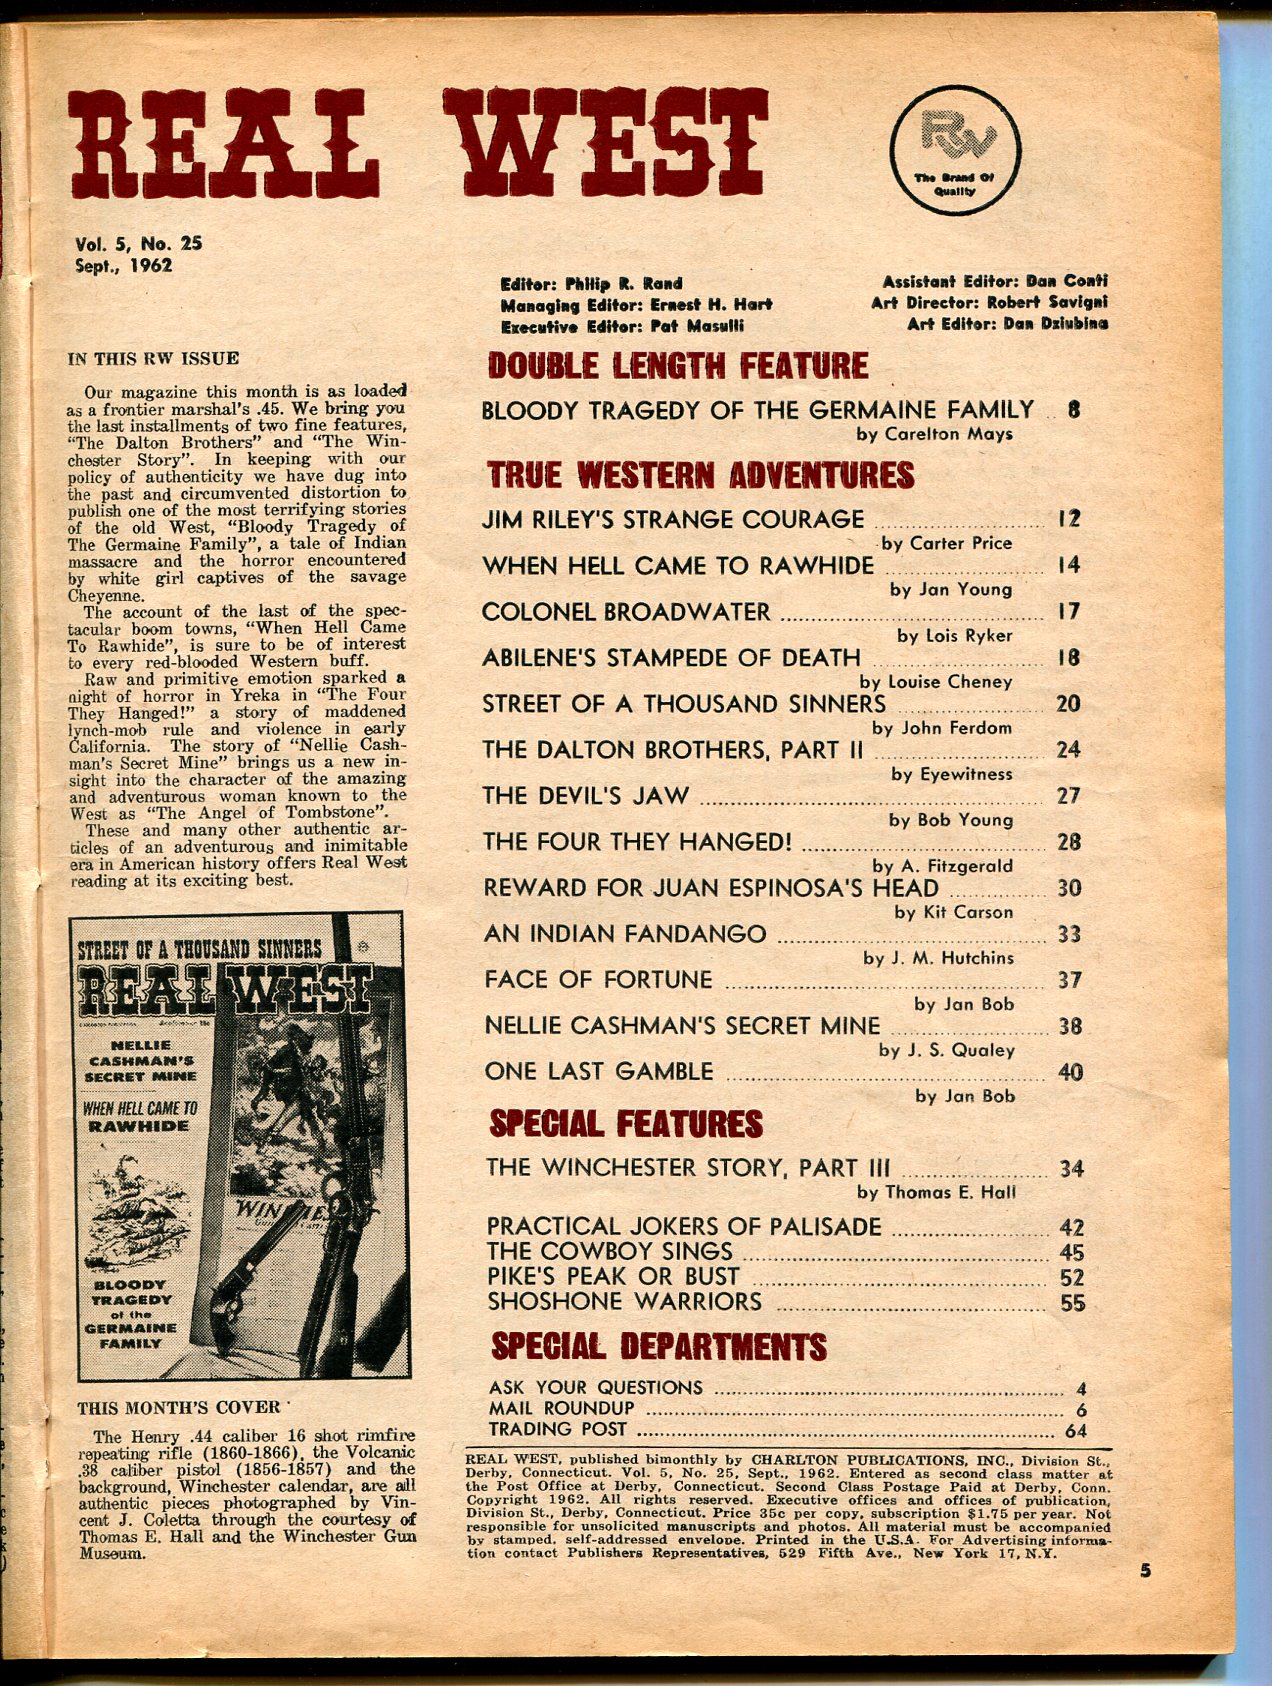 REAL WEST
RW
The Brand Of
Quality
Vol. 5, No. 25
Sept., 1962
Editor: Philip R. Rand
Managing Editor: Ernest H. Hart
Executive Editor: Pat Masulli
Assistant Editor: Dan Conti
Art Director: Robert Savigni
Art Editor: Dan Dziubina
IN THIS RW ISSUE
Our magazine this month is as loaded
as a frontier marshal's .45. We bring you
the last installments of two fine features,
"The Dalton Brothers" and "The Win-
chester Story". In keeping with our
policy of authenticity we have dug into
the past and circumvented distortion to
publish one of the most terrifying stories
of the old West, "Bloody Tragedy of
The Germaine Family", a tale of Indian
massacre and the horror encountered
by white girl captives of the savage
Cheyenne.
The account of the last of the spec-
tacular boom towns, "When Hell Came
To Rawhide", is sure to be of interest
to every red-blooded Western buff.
Raw and primitive emotion sparked a
night of horror in Yreka in "The Four
They Hanged!" a story of maddened
lynch-mob rule and violence in early
California. The story of "Nellie Cash-
man's Secret Mine" brings us a new in-
sight into the character of the amazing
and adventurous woman known to the
West as "The Angel of Tombstone".
These and many other authentic ar-
ticles of an adventurous and inimitable
era in American history offers Real West
reading at its exciting best.
STREET OF A THOUSAND SINNERS
REAL WEST
NELLIE
CASHMAN'S
SECRET MINE
WHEN HELL CAME TO
RAWHIDE
BLOODY
TRAGEDY
of the
GERMAINE
FAMILY
THIS MONTH'S COVER
The Henry .44 caliber 16 shot rimfire
repeating rifle (1860-1866), the Volcanic
.38 caliber pistol (1856-1857) and the
background, Winchester calendar, are all
authentic pieces photographed by Vin-
cent J. Coletta through the courtesy of
Thomas E. Hall and the Winchester Gun
Museum.
DOUBLE LENGTH FEATURE
BLOODY TRAGEDY OF THE GERMAINE FAMILY .. 8
by Carelton Mays
TRUE WESTERN ADVENTURES
JIM RILEY'S STRANGE COURAGE ........ 12
by Carter Price
WHEN HELL CAME TO RAWHIDE ........ 14
by Jan Young
COLONEL BROADWATER ........ 17
by Lois Ryker
ABILENE'S STAMPEDE OF DEATH ........ 18
by Louise Cheney
STREET OF A THOUSAND SINNERS ........ 20
by John Ferdom
THE DALTON BROTHERS, PART II ........ 24
by Eyewitness
THE DEVIL'S JAW ........ 27
by Bob Young
THE FOUR THEY HANGED! ........ 28
by A. Fitzgerald
REWARD FOR JUAN ESPINOSA'S HEAD ........ 30
by Kit Carson
AN INDIAN FANDANGO ........ 33
by J. M. Hutchins
FACE OF FORTUNE ........ 37
by Jan Bob
NELLIE CASHMAN'S SECRET MINE ........ 38
by J. S. Qualey
ONE LAST GAMBLE ........ 40
by Jan Bob
SPECIAL FEATURES
THE WINCHESTER STORY, PART III ........ 34
by Thomas E. Hall
PRACTICAL JOKERS OF PALISADE ........ 42
THE COWBOY SINGS ........ 45
PIKE'S PEAK OR BUST ........ 52
SHOSHONE WARRIORS ........ 55
SPECIAL DEPARTMENTS
ASK YOUR QUESTIONS ........ 4
MAIL ROUNDUP ........ 6
TRADING POST ........ 64
REAL WEST, published bimonthly by CHARLTON PUBLICATIONS, INC., Division St.,
Derby, Connecticut. Vol. 5, No. 25, Sept., 1962. Entered as second class matter at
the Post Office at Derby, Connecticut. Second Class Postage Paid at Derby, Conn.
Copyright 1962. All rights reserved. Executive offices and offices of publication,
Division St., Derby, Connecticut. Price 35c per copy, subscription $1.75 per year. Not
responsible for unsolicited manuscripts and photos. All material must be accompanied
by stamped, self-addressed envelope. Printed in the U.S.A. For Advertising informa-
tion contact Publishers Representatives, 529 Fifth Ave., New York 17, N.Y.
5